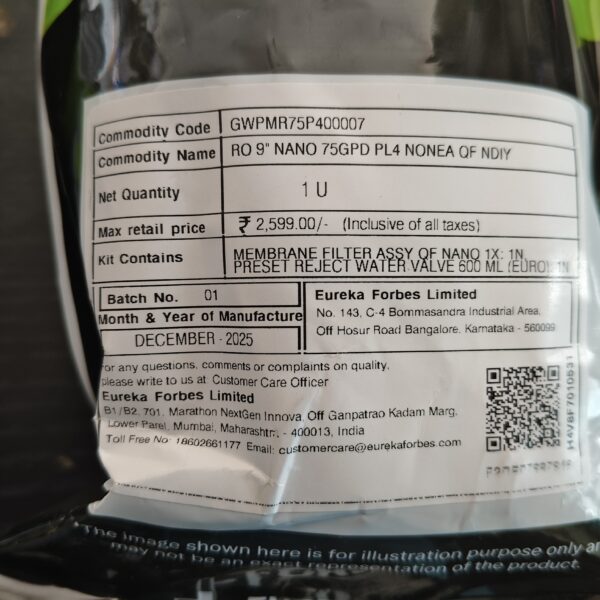 Commodity Code GWPMR75P400007
Commodity Name RO 9" NANO 75GPD PL4 NONEA QF NDIY
Net Quantity 1 U
Max retail price ₹ 2,599.00/- (Inclusive of all taxes)
Kit Contains MEMBRANE FILTER ASSY QF NANO 1X: 1N,
PRESET REJECT WATER VALVE 600 ML (EURO): 1N
Batch No. 01
Month & Year of Manufacture
DECEMBER - 2025
Eureka Forbes Limited
No. 143, C-4 Bommasandra Industrial Area,
Off Hosur Road Bangalore. Karnataka - 560099
For any questions, comments or complaints on quality.
please write to us at Customer Care Officer
Eureka Forbes Limited
B1/B2, 701, Marathon NextGen Innova, Off Ganpatrao Kadam Marg,
Lower Parel, Mumbai, Maharashtra, - 400013, India
Toll Free No: 18602661177 Email: customercare@eurekaforbes.com
The image shown here is for illustration purpose only
may not be an exact representation of the product.